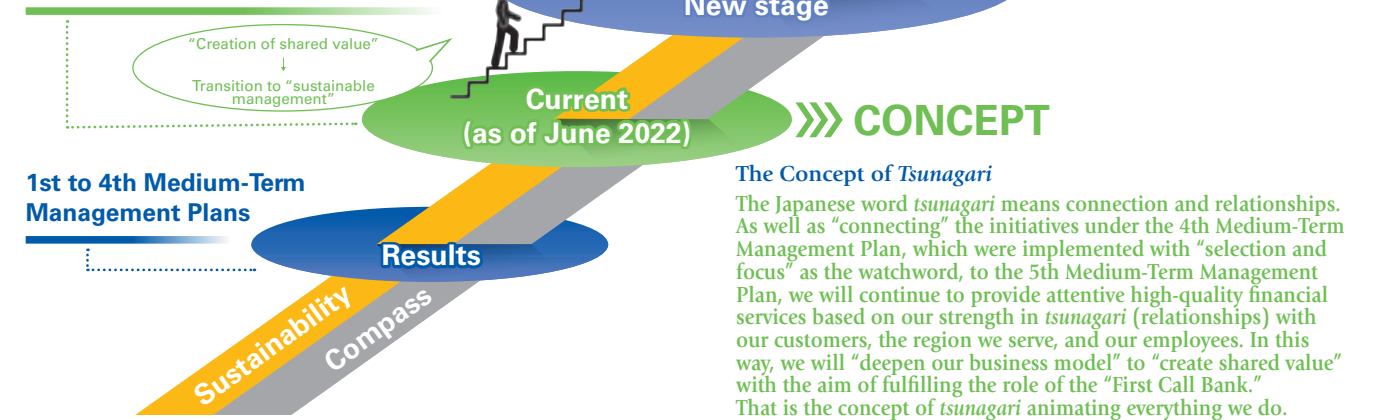 New stage
“Creation of shared value”
↓
Transition to “sustainable
management”
Current
(as of June 2022)
CONCEPT
1st to 4th Medium-Term
Management Plans
Results
Sustainability
Compass
The Concept of Tsunagari
The Japanese word tsunagari means connection and relationships.
As well as “connecting” the initiatives under the 4th Medium-Term
Management Plan, which were implemented with “selection and
focus” as the watchword, to the 5th Medium-Term Management
Plan, we will continue to provide attentive high-quality financial
services based on our strength in tsunagari (relationships) with
our customers, the region we serve, and our employees. In this
way, we will “deepen our business model” to “create shared value”
with the aim of fulfilling the role of the “First Call Bank.”
That is the concept of tsunagari animating everything we do.